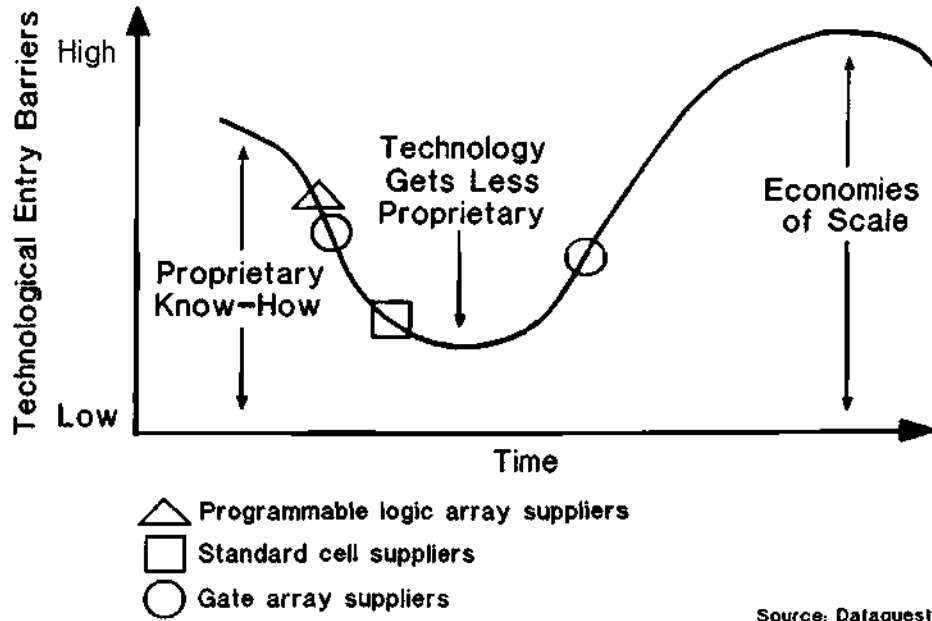 Technological Entry Barriers
High
Low
Proprietary
Know-How
Technology
Gets Less
Proprietary
Economies
of Scale
Time
Programmable logic array suppliers
Standard cell suppliers
Gate array suppliers
Source: Dataquest